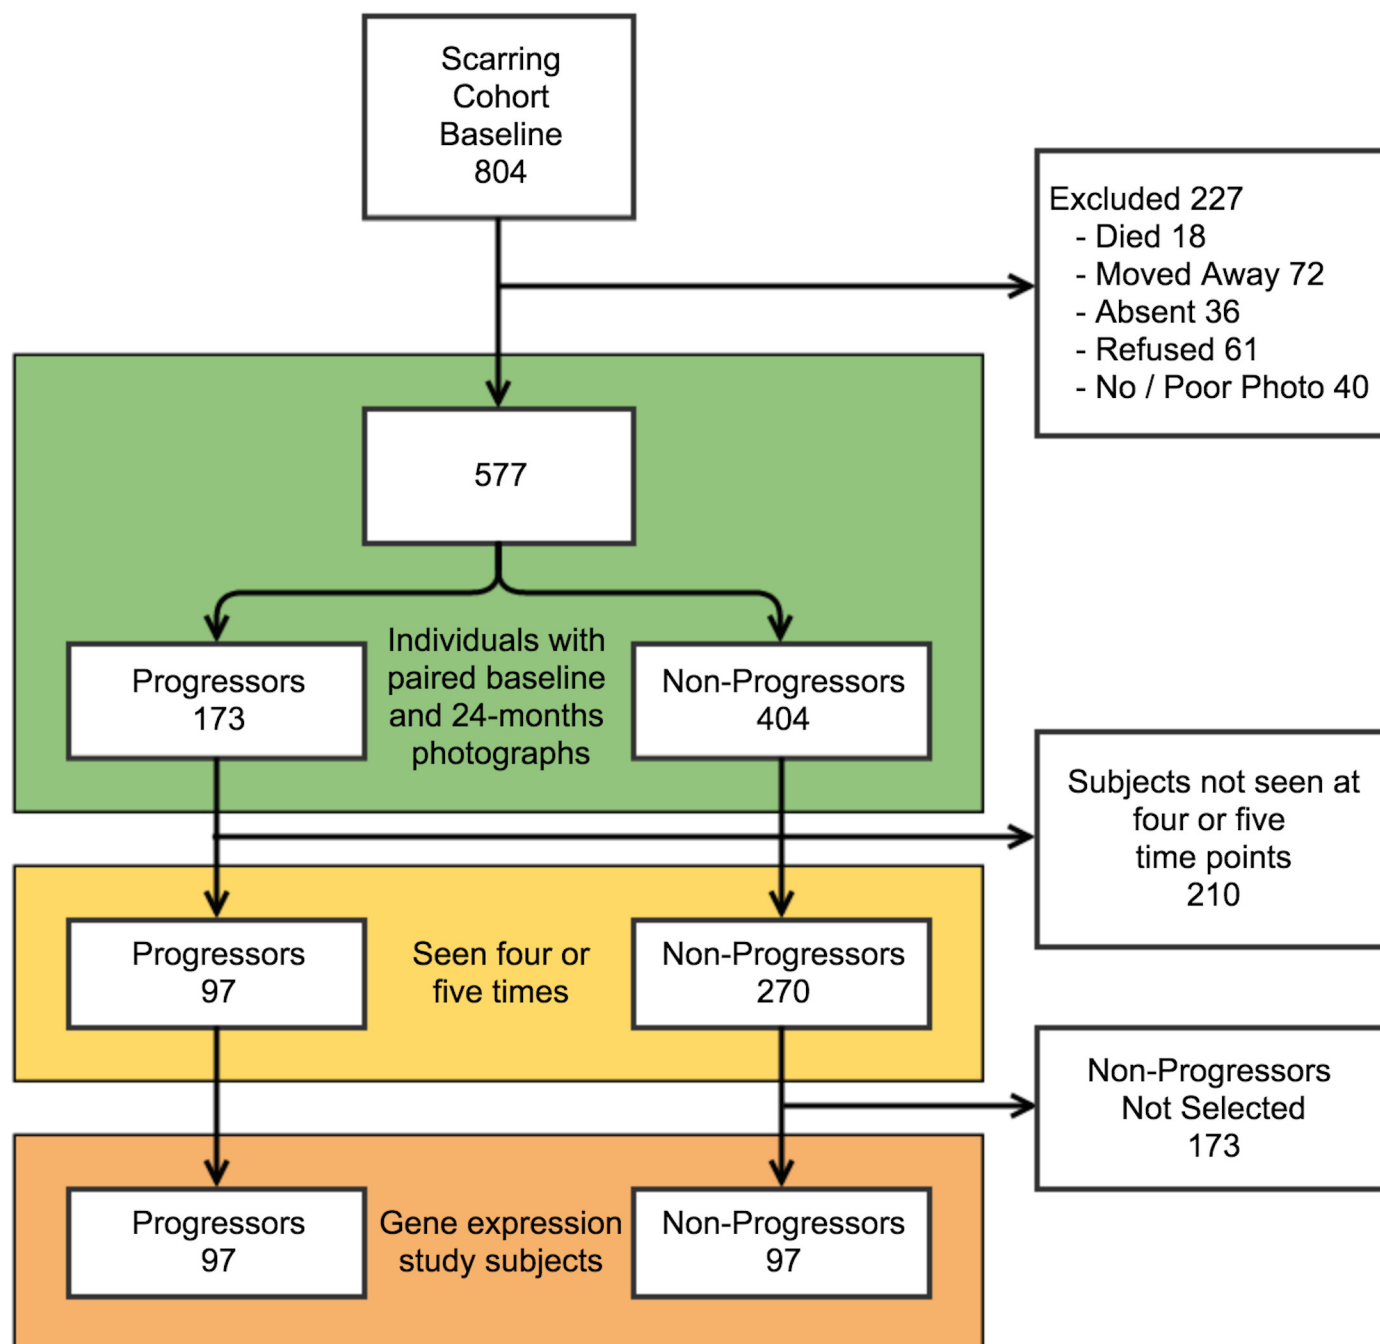 Scarring
Cohort
Baseline
804
Excluded 227
- Died 18
- Moved Away 72
- Absent 36
- Refused 61
- No / Poor Photo 40
577
Individuals with
paired baseline
and 24-months
photographs
Progressors
173
Non-Progressors
404
Subjects not seen at
four or five
time points
210
Progressors
97
Seen four or
five times
Non-Progressors
270
Non-Progressors
Not Selected
173
Progressors
97
Gene expression
study subjects
Non-Progressors
97